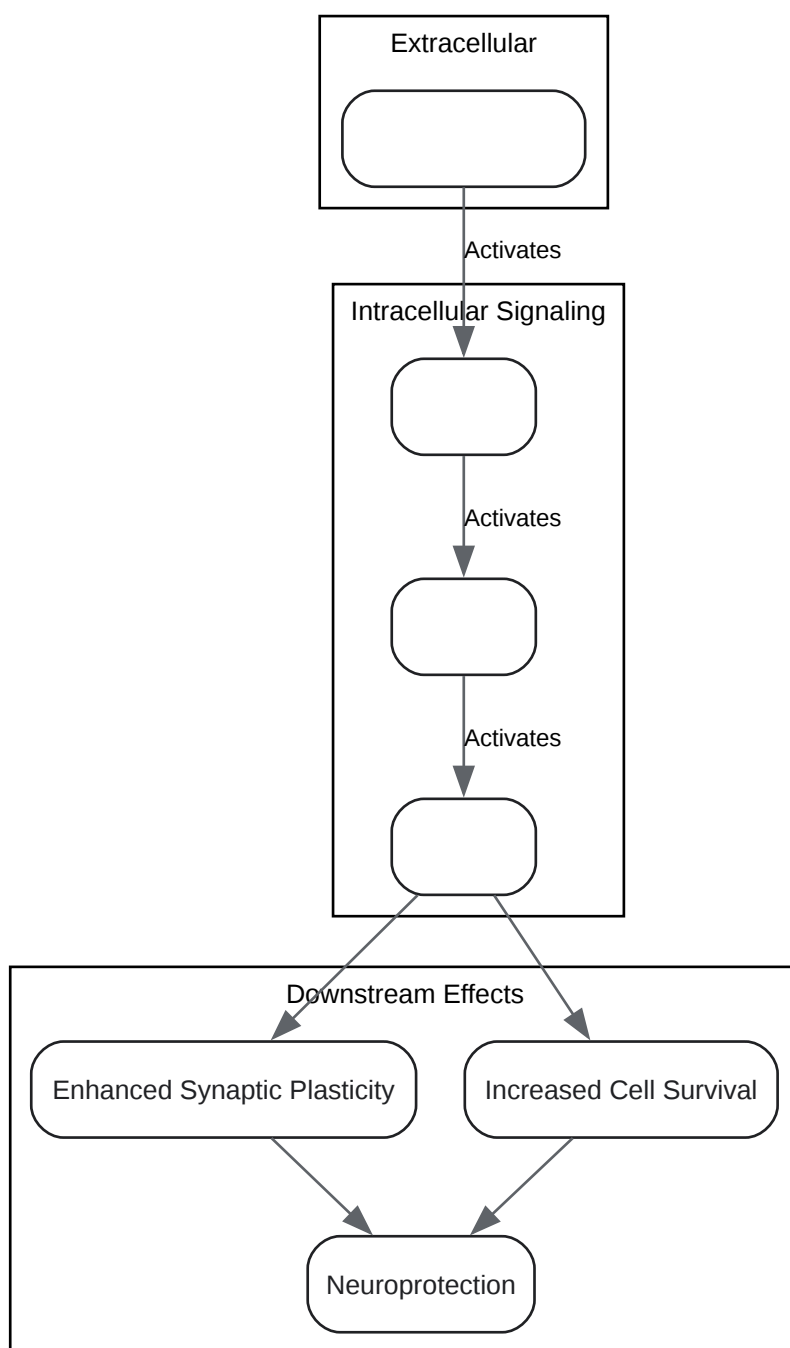 Extracellular
Activates
Intracellular Signaling
Activates
Activates
Downstream Effects
Enhanced Synaptic Plasticity
Increased Cell Survival
Neuroprotection